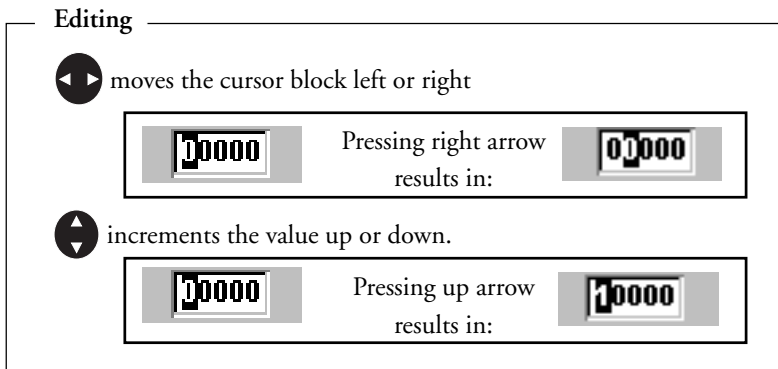 Editing
moves the cursor block left or right
00000 Pressing right arrow 00000
results in:
increments the value up or down.
00000 Pressing up arrow 10000
results in: